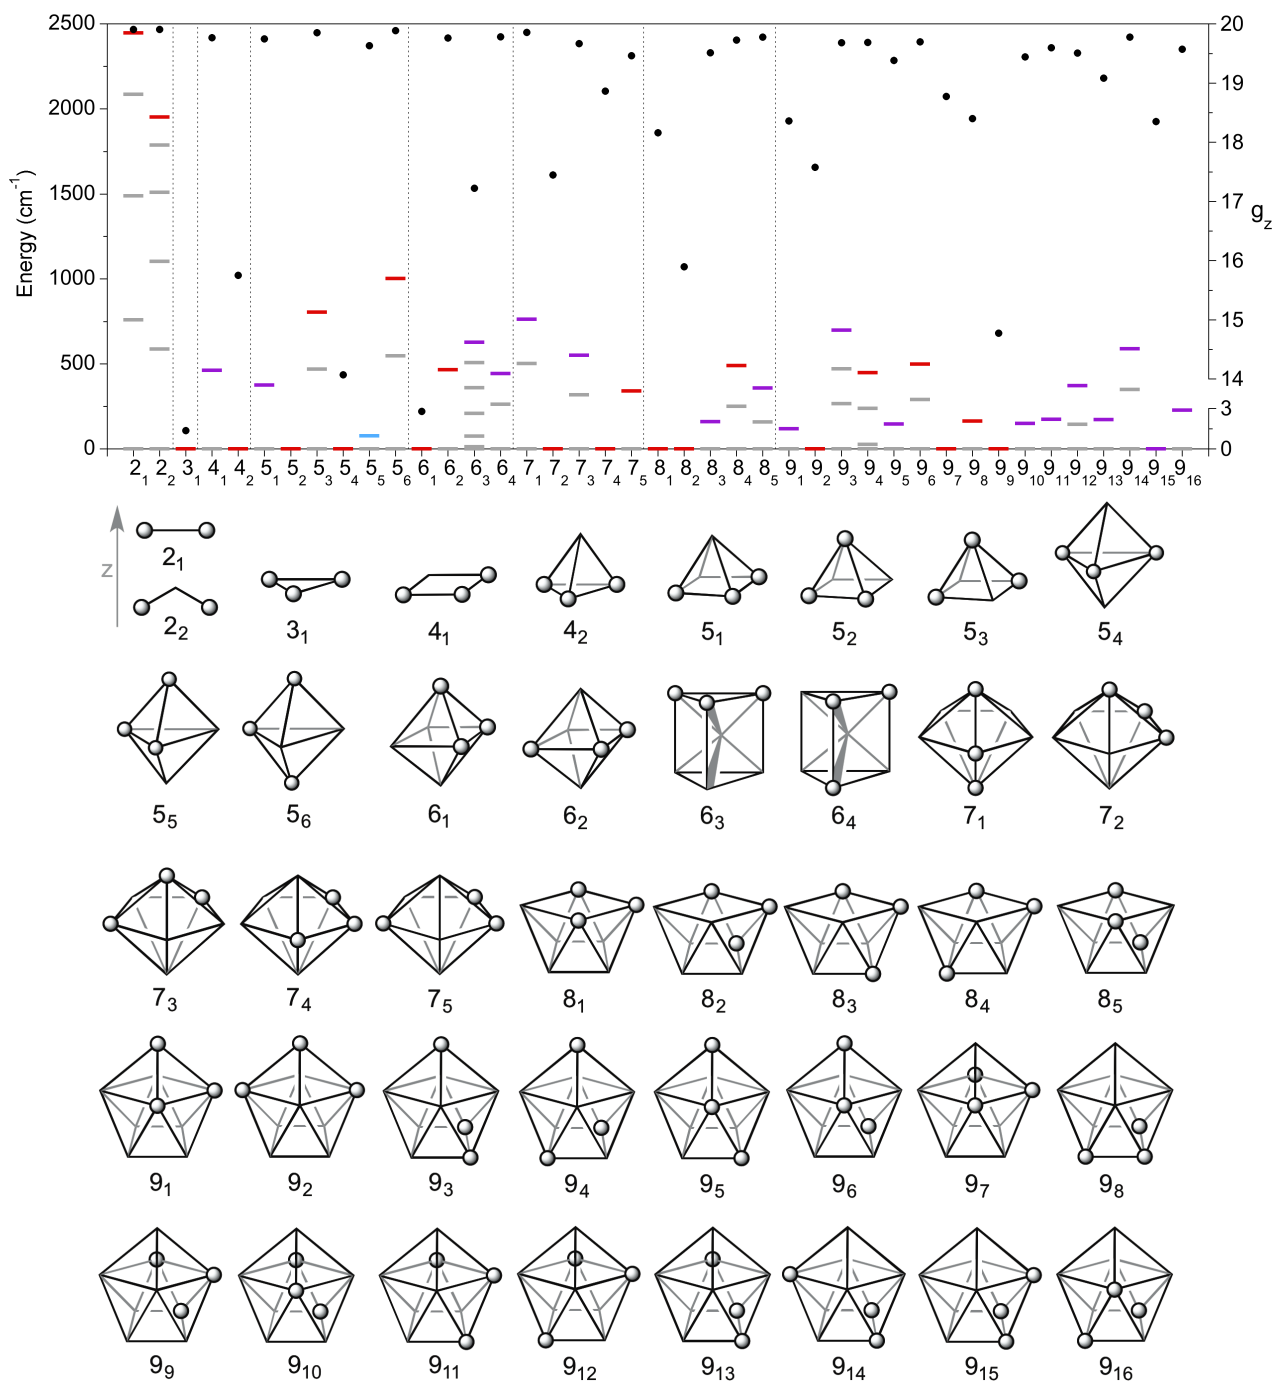 2500 20
2000 19
18
1500 17
1000 16
15
500 14
3
0 0
Energy (cm⁻¹)
g_z
2₁ 2₂ 3₁ 4₁ 4₂ 5₁ 5₂ 5₃ 5₄ 5₅ 5₆ 6₁ 6₂ 6₃ 6₄ 7₁ 7₂ 7₃ 7₄ 7₅ 8₁ 8₂ 8₃ 8₄ 8₅ 9₁ 9₂ 9₃ 9₄ 9₅ 9₆ 9₇ 9₈ 9₉ 9₁₀ 9₁₁ 9₁₂ 9₁₃ 9₁₄ 9₁₅ 9₁₆
z
2₁
2₂ 3₁ 4₁ 4₂ 5₁ 5₂ 5₃ 5₄
5₅ 5₆ 6₁ 6₂ 6₃ 6₄ 7₁ 7₂
7₃ 7₄ 7₅ 8₁ 8₂ 8₃ 8₄ 8₅
9₁ 9₂ 9₃ 9₄ 9₅ 9₆ 9₇ 9₈
9₉ 9₁₀ 9₁₁ 9₁₂ 9₁₃ 9₁₄ 9₁₅ 9₁₆